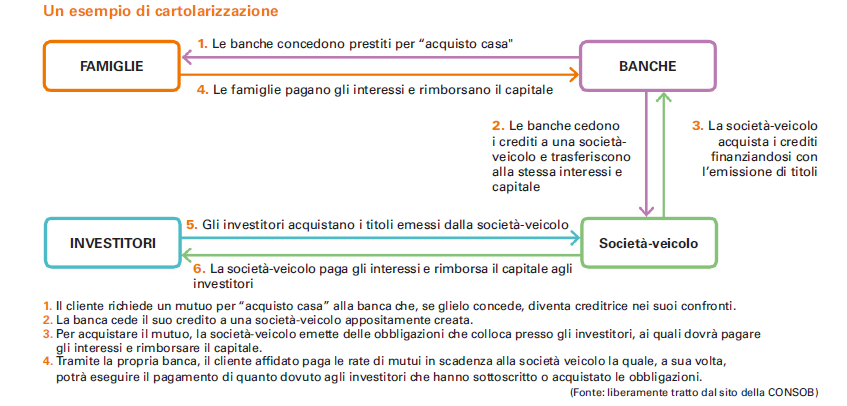 Un esempio di cartolarizzazione
1. Le banche concedono prestiti per “acquisto casa"
FAMIGLIE
BANCHE
4. Le famiglie pagano gli interessi e rimborsano il capitale
2. Le banche cedono
i crediti a una società-
veicolo e trasferiscono
alla stessa interessi e
capitale
3. La società-veicolo
acquista i crediti
finanziandosi con
l’emissione di titoli
5. Gli investitori acquistano i titoli emessi dalla società-veicolo
INVESTITORI
Società-veicolo
6. La società-veicolo paga gli interessi e rimborsa il capitale agli
investitori
1. Il cliente richiede un mutuo per “acquisto casa” alla banca che, se glielo concede, diventa creditrice nei suoi confronti.
2. La banca cede il suo credito a una società-veicolo appositamente creata.
3. Per acquistare il mutuo, la società-veicolo emette delle obbligazioni che colloca presso gli investitori, ai quali dovrà pagare
gli interessi e rimborsare il capitale.
4. Tramite la propria banca, il cliente affidato paga le rate di mutui in scadenza alla società veicolo la quale, a sua volta,
potrà eseguire il pagamento di quanto dovuto agli investitori che hanno sottoscritto o acquistato le obbligazioni.
(Fonte: liberamente tratto dal sito della CONSOB)